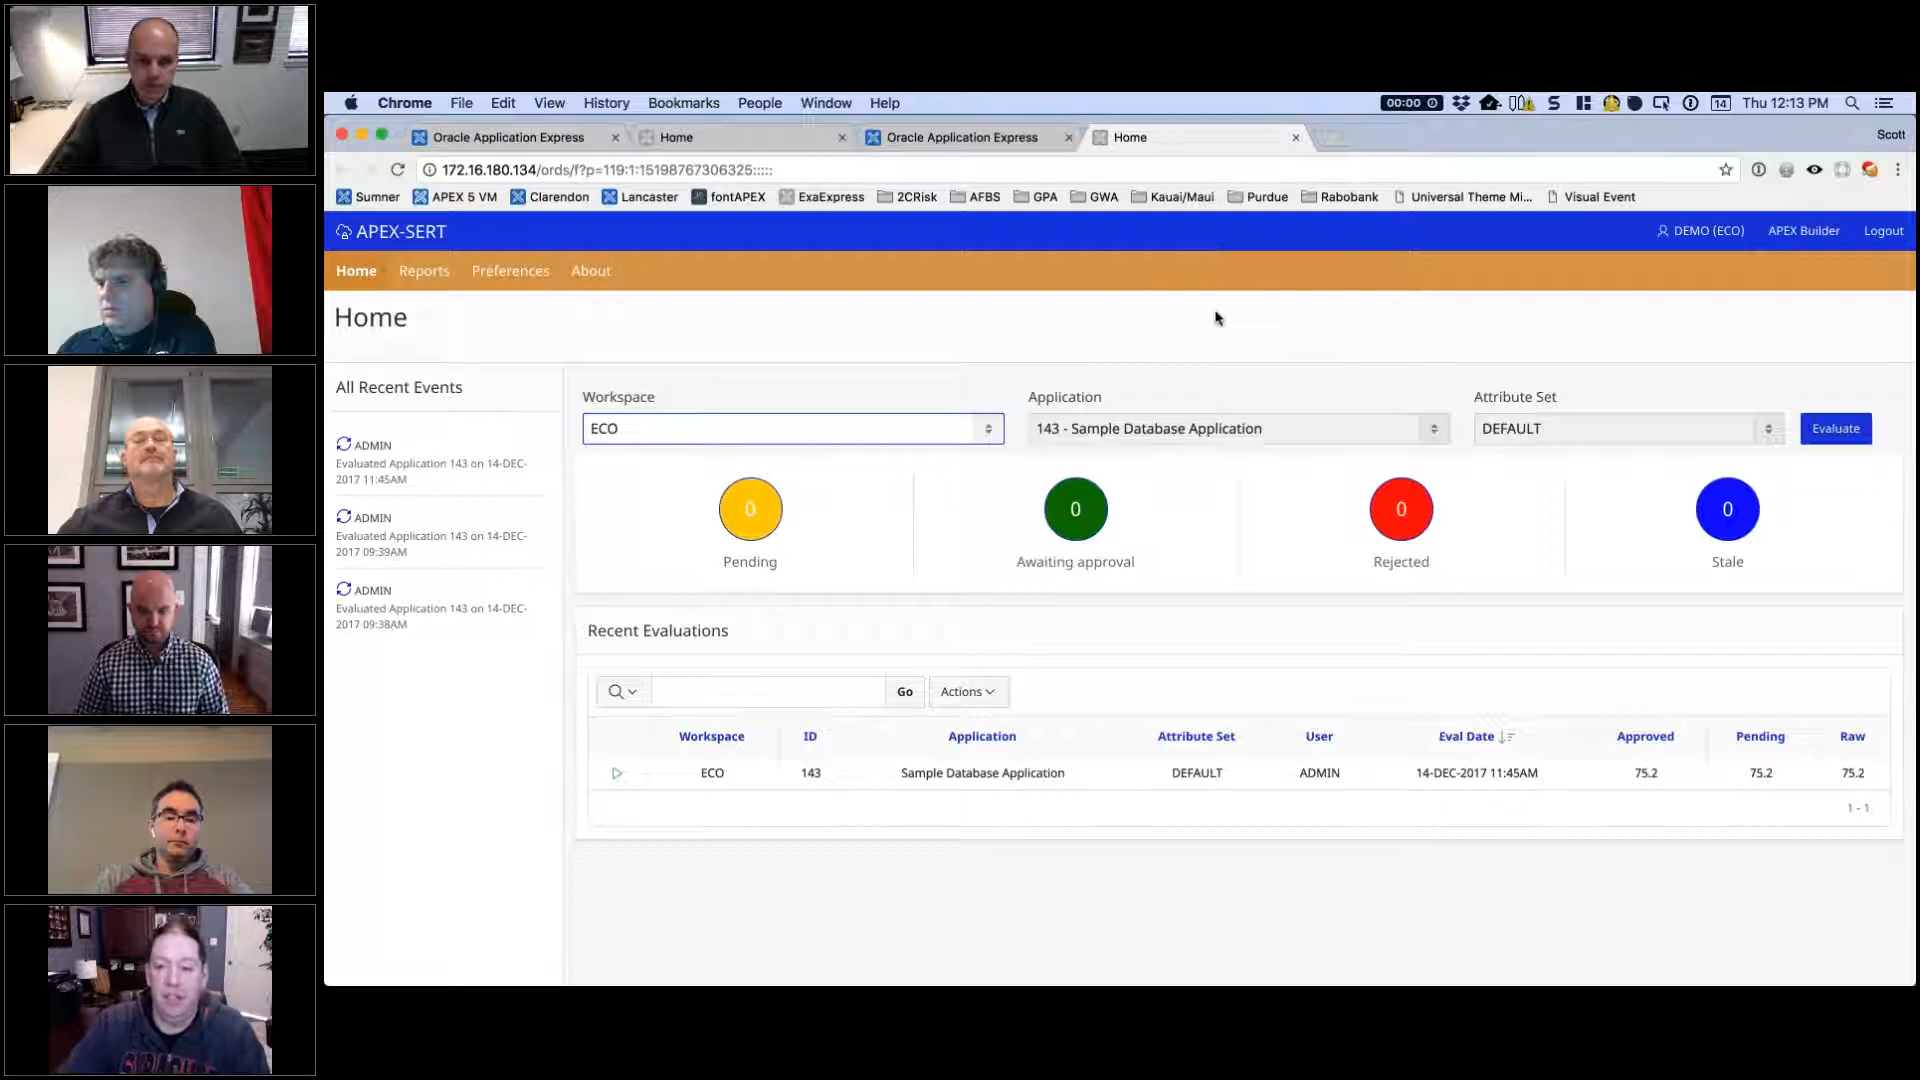 Chrome File Edit View History Bookmarks People Window Help 00:00 14 Thu 12:13 PM
Oracle Application Express Home Oracle Application Express Home Scott
172.16.180.134/ords/f?p=119:1:15198767306325:::::
Sumner APEX 5 VM Clarendon Lancaster fontAPEX ExaExpress 2CRisk AFBS GPA GWA Kauai/Maui Purdue Rabobank Universal Theme Mi... Visual Event
APEX-SERT DEMO (ECO) APEX Builder Logout
Home Reports Preferences About
Home
All Recent Events
ADMIN
Evaluated Application 143 on 14-DEC-
2017 11:45AM
ADMIN
Evaluated Application 143 on 14-DEC-
2017 09:39AM
ADMIN
Evaluated Application 143 on 14-DEC-
2017 09:38AM
Workspace Application Attribute Set
ECO 143 - Sample Database Application DEFAULT Evaluate
0 0 0 0
Pending Awaiting approval Rejected Stale
Recent Evaluations
Go Actions
Workspace ID Application Attribute Set User Eval Date Approved Pending Raw
ECO 143 Sample Database Application DEFAULT ADMIN 14-DEC-2017 11:45AM 75.2 75.2 75.2
1 - 1